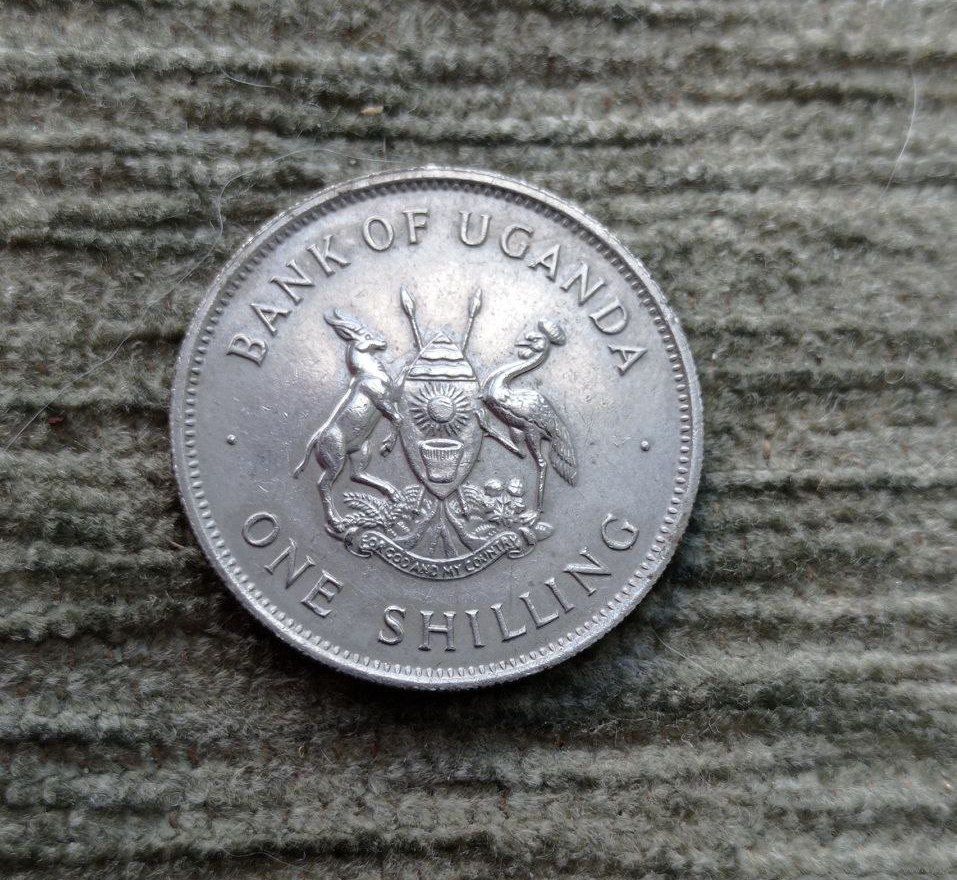 BANK OF UGANDA
FOR GOD AND MY COUNTRY
ONE SHILLING